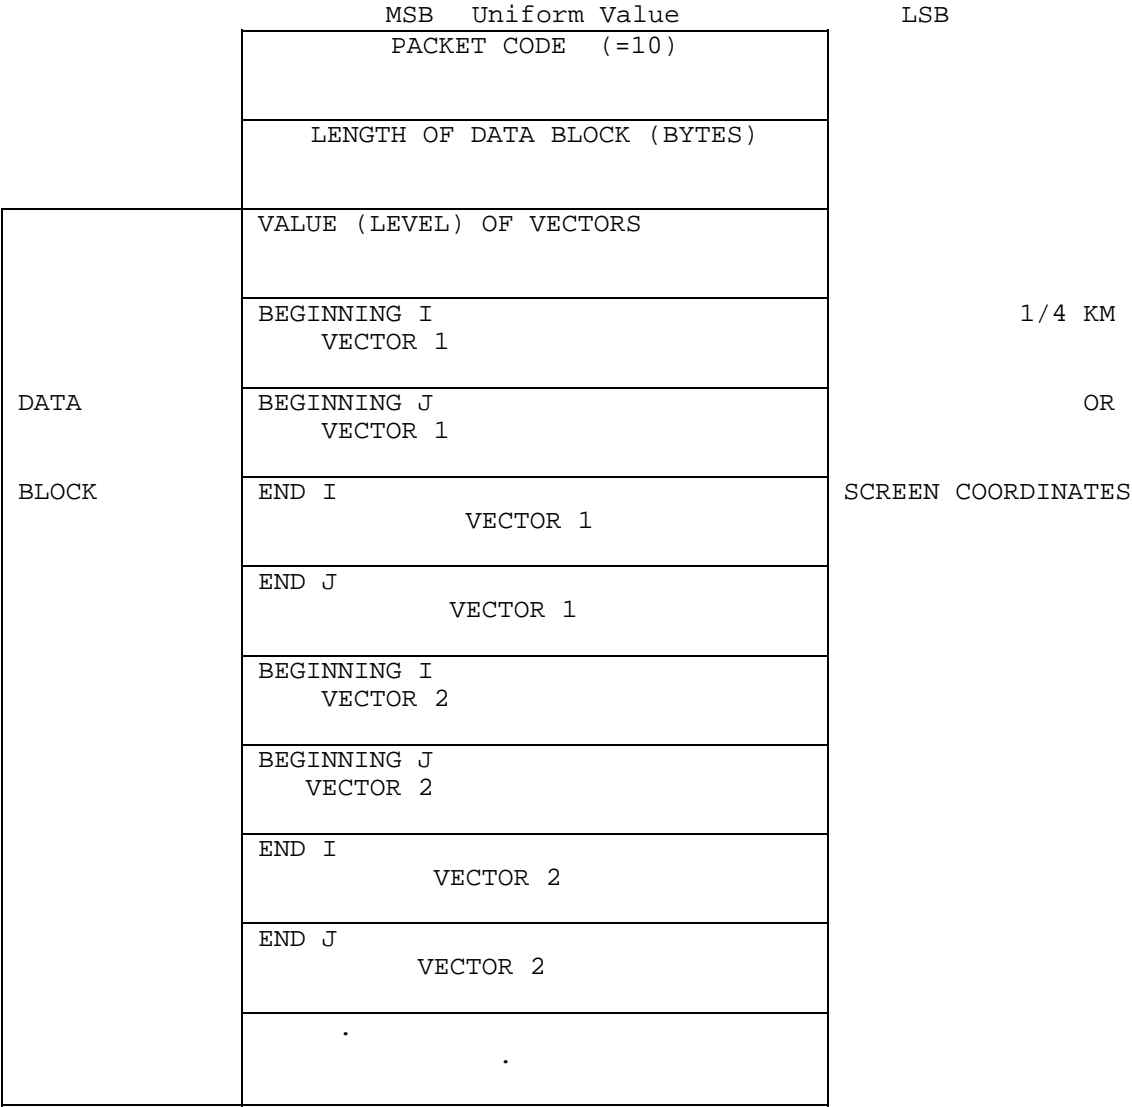 MSB Uniform Value LSB
PACKET CODE (=10)
LENGTH OF DATA BLOCK (BYTES)
VALUE (LEVEL) OF VECTORS
BEGINNING I 1/4 KM
VECTOR 1
DATA BEGINNING J OR
VECTOR 1
BLOCK END I SCREEN COORDINATES
VECTOR 1
END J
VECTOR 1
BEGINNING I
VECTOR 2
BEGINNING J
VECTOR 2
END I
VECTOR 2
END J
VECTOR 2
.
.